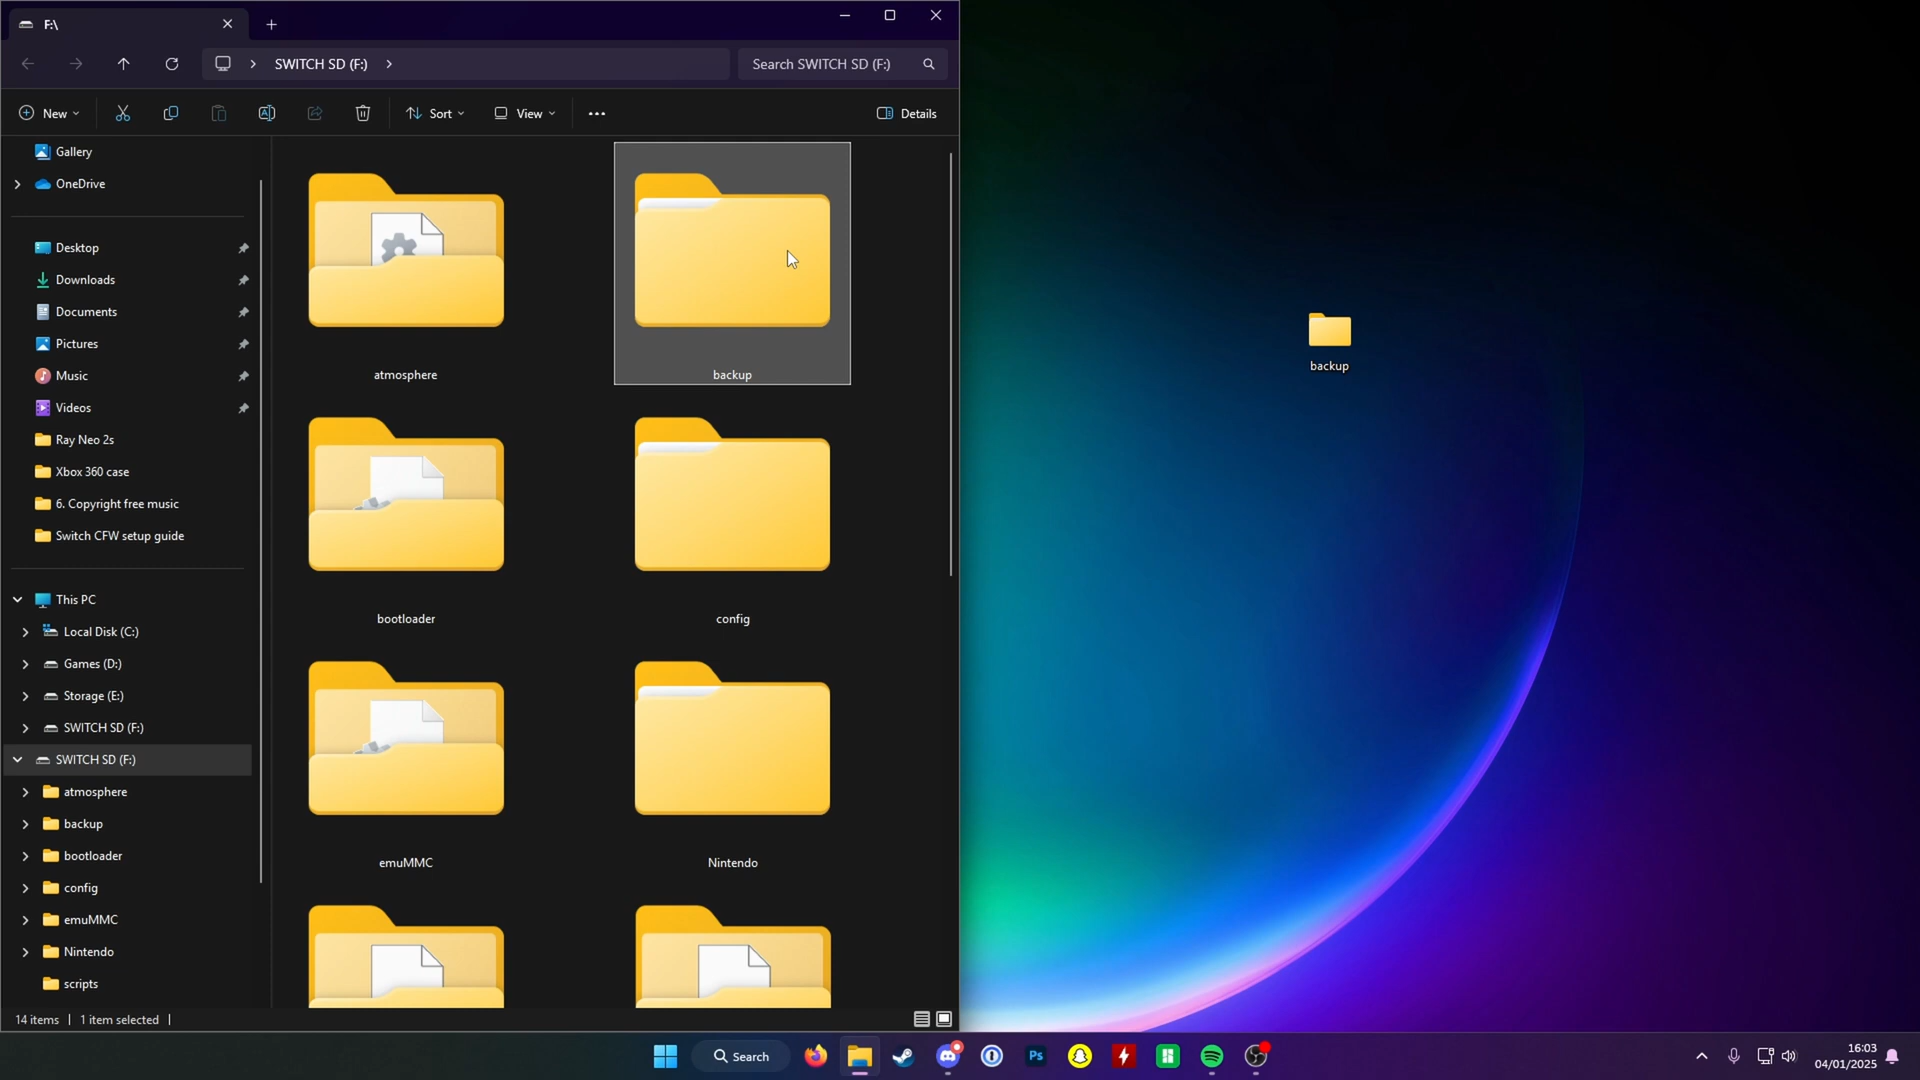 F:\
SWITCH SD (F:)
Search SWITCH SD (F:)
New
Sort
View
Details
Gallery
OneDrive
Desktop
Downloads
Documents
Pictures
Music
Videos
Ray Neo 2s
Xbox 360 case
6. Copyright free music
Switch CFW setup guide
This PC
Local Disk (C:)
Games (D:)
Storage (E:)
SWITCH SD (F:)
SWITCH SD (F:)
atmosphere
backup
bootloader
config
emuMMC
Nintendo
scripts
atmosphere
backup
bootloader
config
emuMMC
Nintendo
14 items
1 item selected
backup
Search
Ps
16:03
04/01/2025